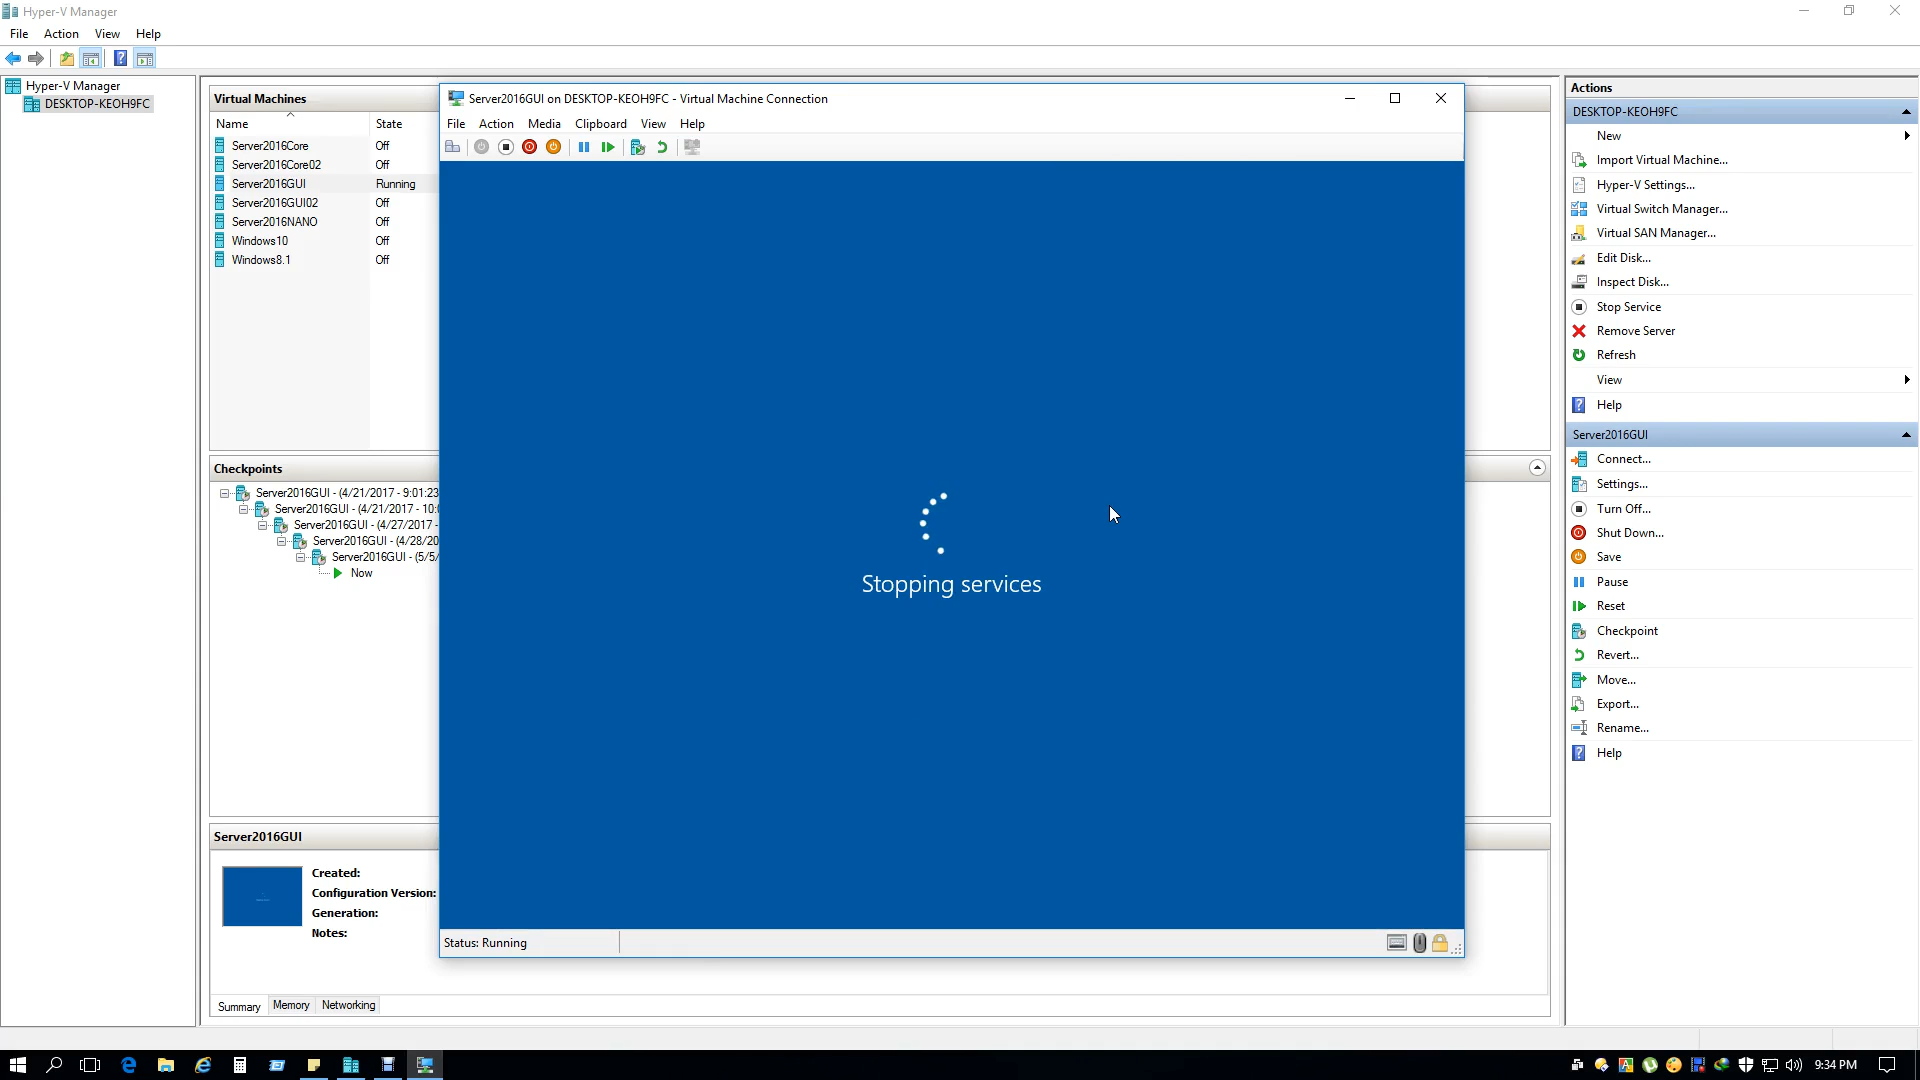 Hyper-V Manager
File Action View Help
Hyper-V Manager
DESKTOP-KEOH9FC
Virtual Machines
Name State
Server2016Core Off
Server2016Core02 Off
Server2016GUI Running
Server2016GUI02 Off
Server2016NANO Off
Windows10 Off
Windows8.1 Off
Checkpoints
Server2016GUI - (4/21/2017 - 9:01:23
Server2016GUI - (4/21/2017 - 10:0
Server2016GUI - (4/27/2017 -
Server2016GUI - (4/28/20
Server2016GUI - (5/5/
Now
Server2016GUI
Created:
Configuration Version:
Generation:
Notes:
Summary Memory Networking
Server2016GUI on DESKTOP-KEOH9FC - Virtual Machine Connection
File Action Media Clipboard View Help
Stopping services
Status: Running
Actions
DESKTOP-KEOH9FC
New
Import Virtual Machine...
Hyper-V Settings...
Virtual Switch Manager...
Virtual SAN Manager...
Edit Disk...
Inspect Disk...
Stop Service
Remove Server
Refresh
View
Help
Server2016GUI
Connect...
Settings...
Turn Off...
Shut Down...
Save
Pause
Reset
Checkpoint
Revert...
Move...
Export...
Rename...
Help
9:34 PM